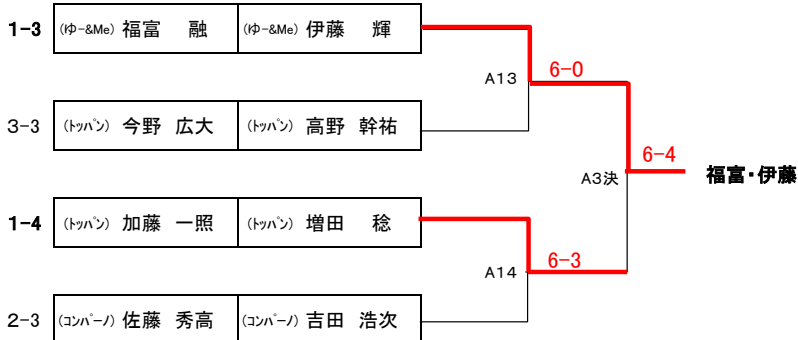 1-3 (ゆ-&Me) 福富 融 (ゆ-&Me) 伊藤 輝
6-0
A13
3-3 (トッパン) 今野 広大 (トッパン) 高野 幹祐
6-4
A3決
福富・伊藤
1-4 (トッパン) 加藤 一照 (トッパン) 増田 稔
6-3
A14
2-3 (コンパーノ) 佐藤 秀高 (コンパーノ) 吉田 浩次